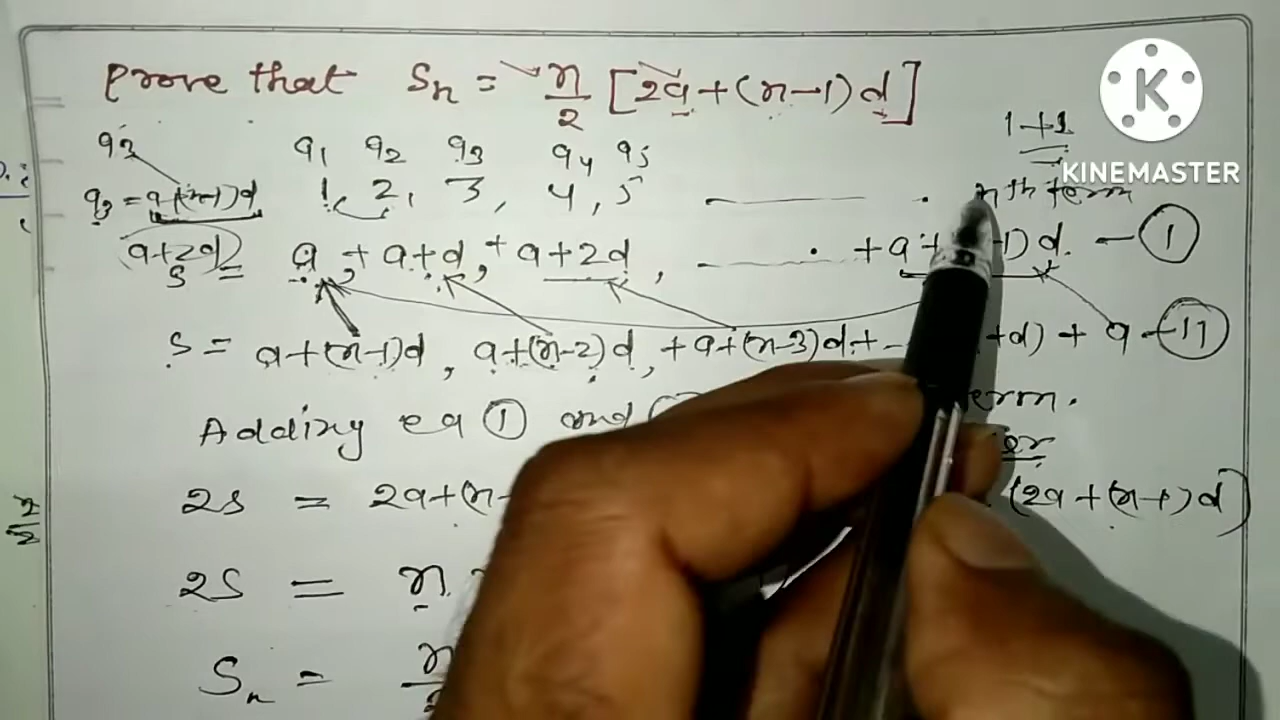 Prove that Sn = n/2 [2a+(n-1)d]
1+1
a3 a1 a2 a3 a4 a5
KINEMASTER
a3 = a+(n-1)d 1, 2, 3, 4, 5 . nth term
(a+2d)
S = a + a+d, + a+2d, . +a+ -1)d. - 1
S = a+(n-1)d, a+(n-2)d, +a+(n-3)d+ - +d) + a - 11
Adding eq 1 and term.
2S = 2a+(n- (2a+(n-1)d)
2S = n
Sn = n